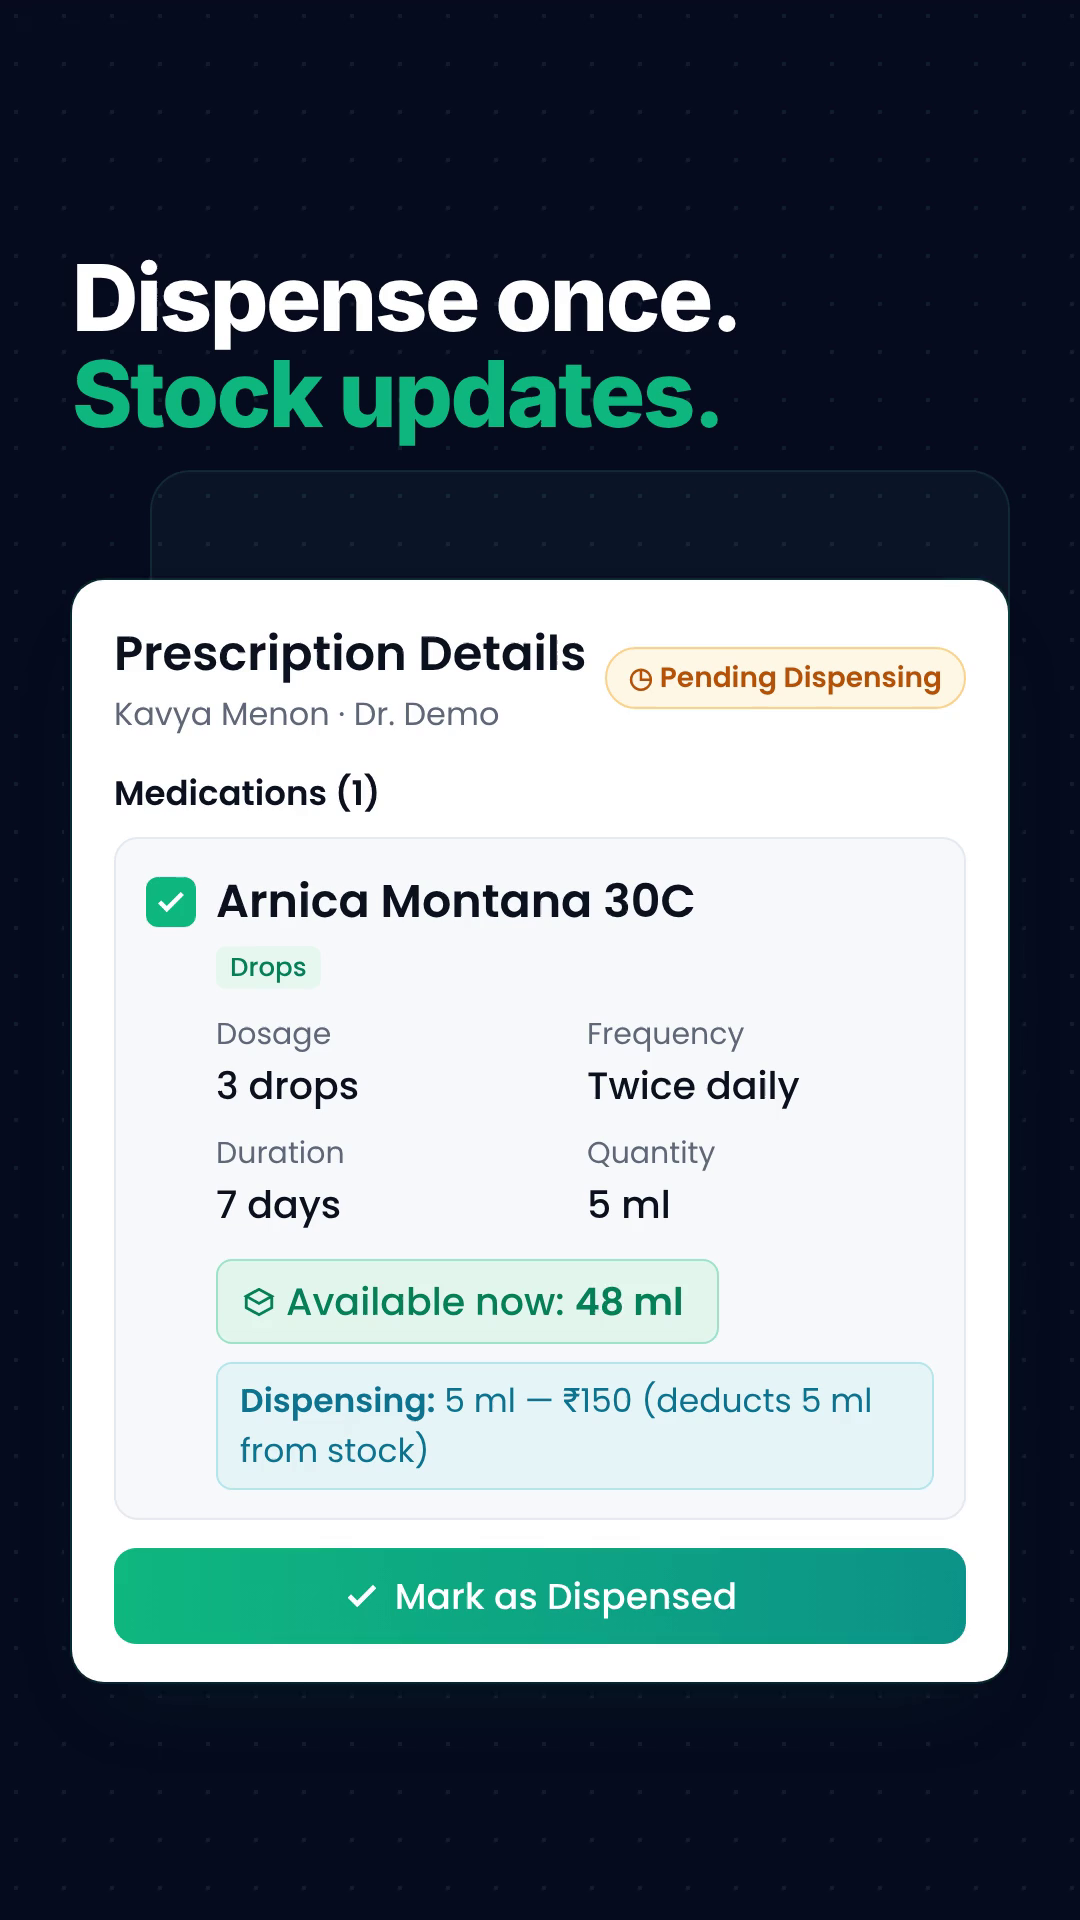 Dispense once.
Stock updates.
Prescription Details
Pending Dispensing
Kavya Menon · Dr. Demo
Medications (1)
Arnica Montana 30C
Drops
Dosage
Frequency
3 drops
Twice daily
Duration
Quantity
7 days
5 ml
Available now: 48 ml
Dispensing: 5 ml — ₹150 (deducts 5 ml
from stock)
Mark as Dispensed